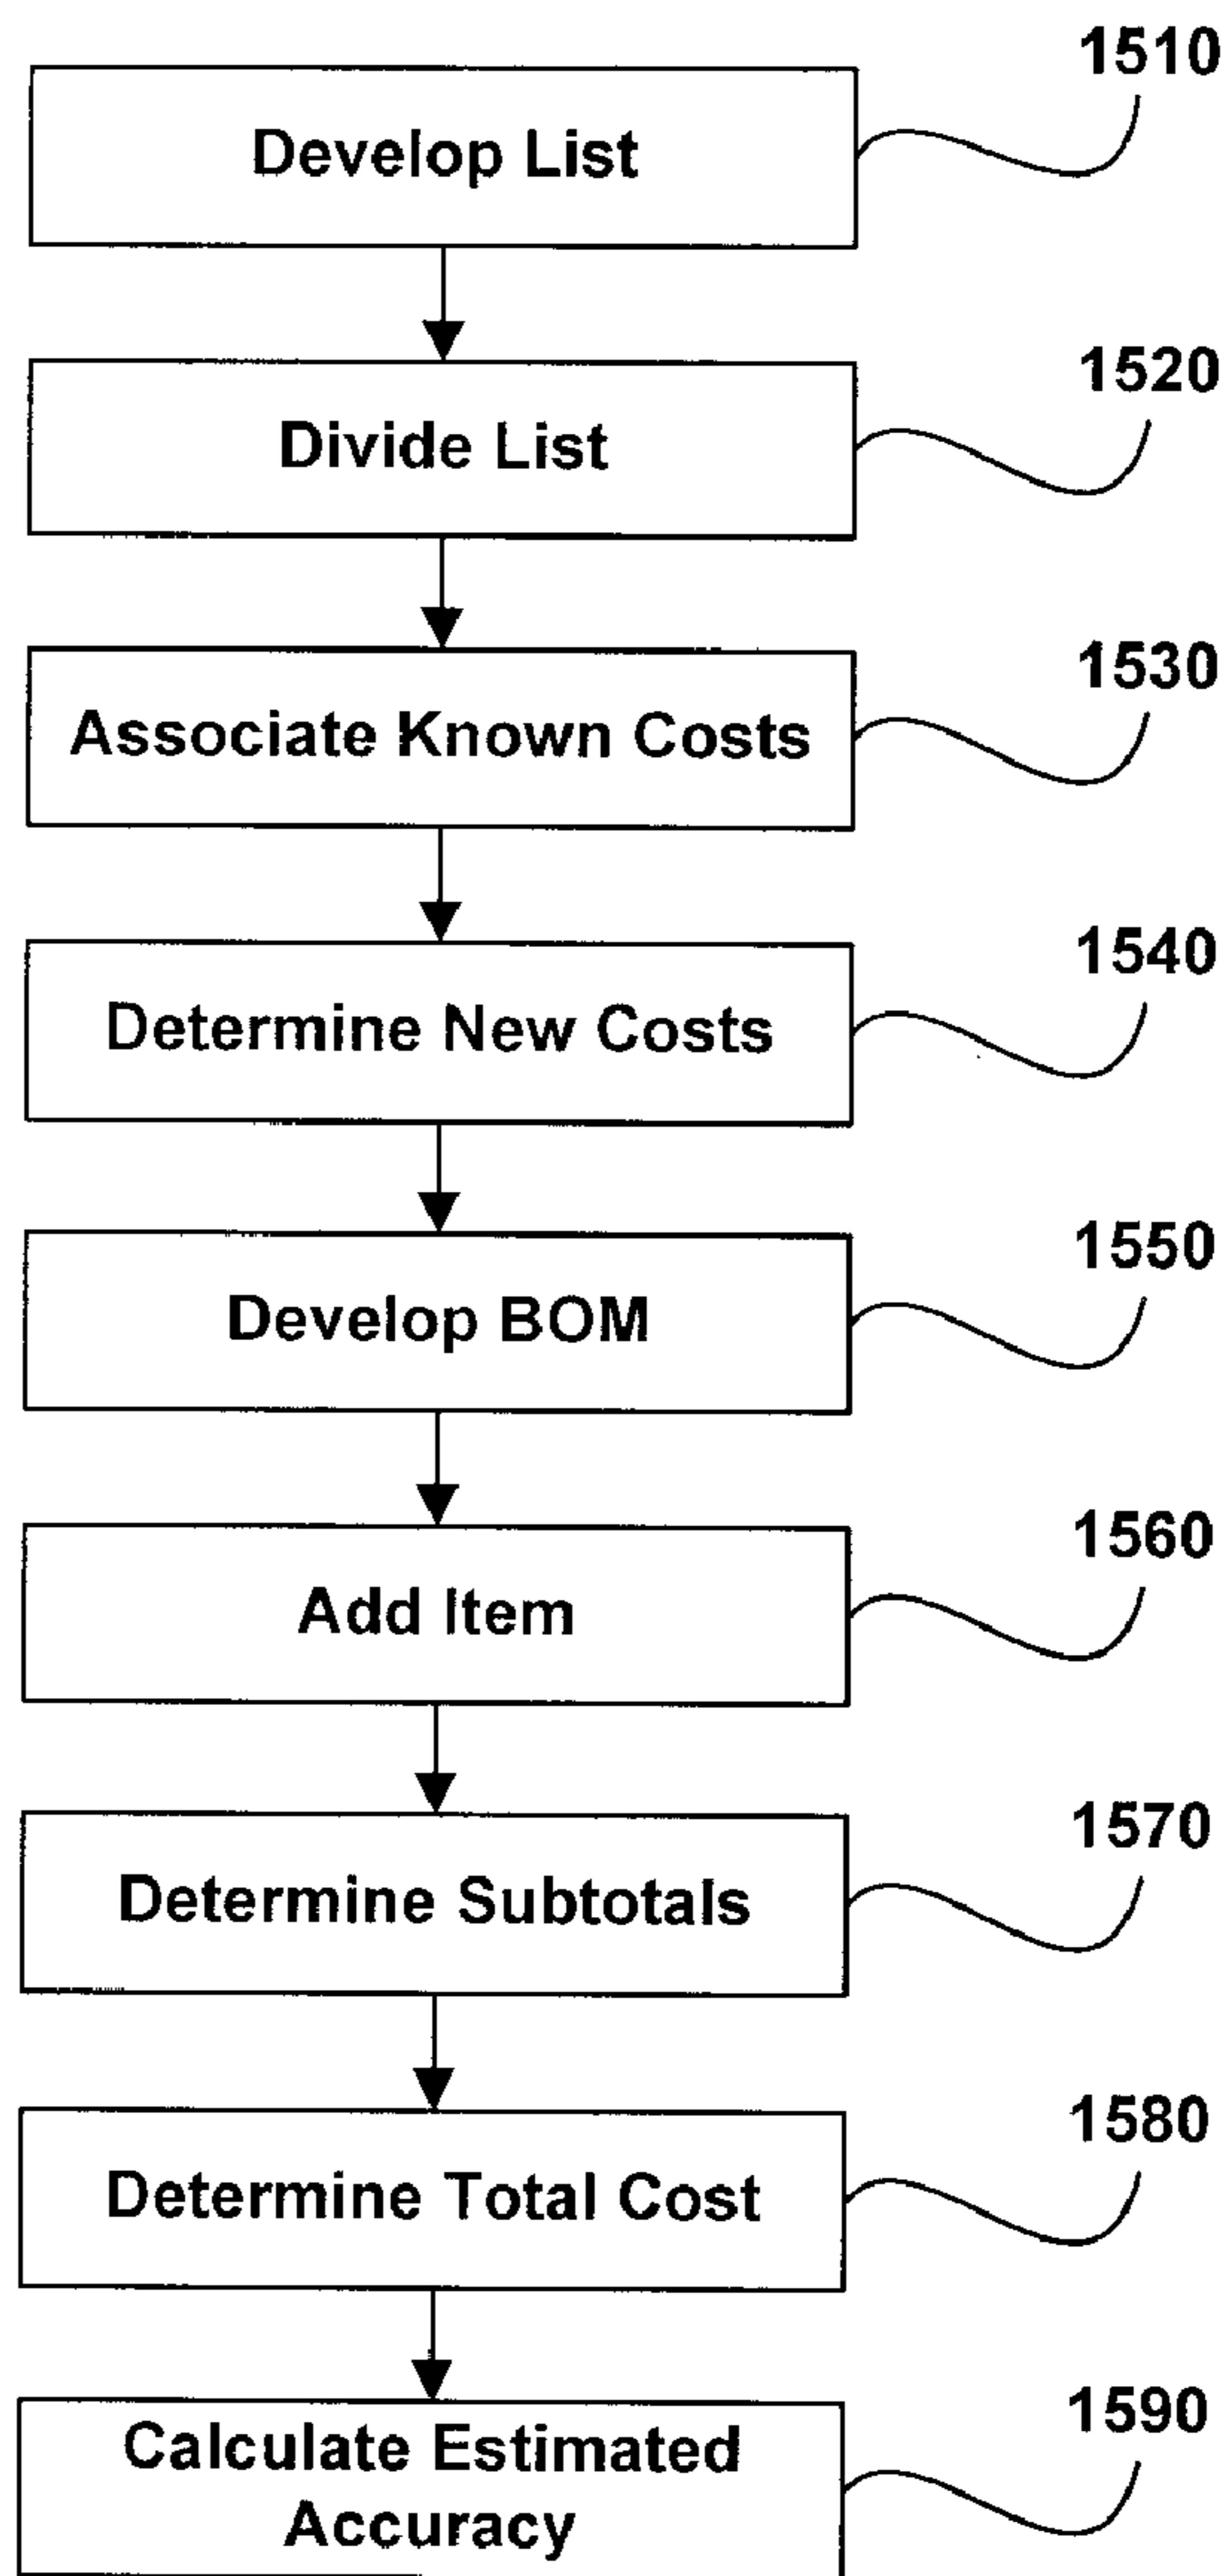 1510
Develop List
1520
Divide List
1530
Associate Known Costs
1540
Determine New Costs
1550
Develop BOM
1560
Add Item
1570
Determine Subtotals
1580
Determine Total Cost
1590
Calculate Estimated
Accuracy